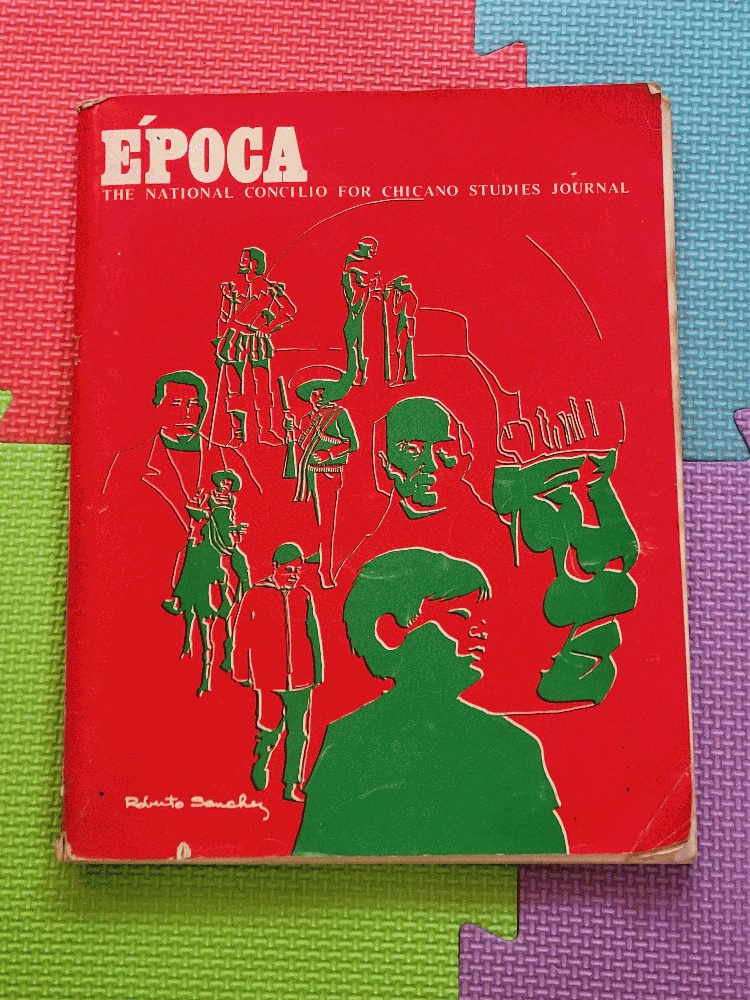 ÉPOCA
THE NATIONAL CONCILIO FOR CHICANO STUDIES JOURNAL
Roberto Sanchez